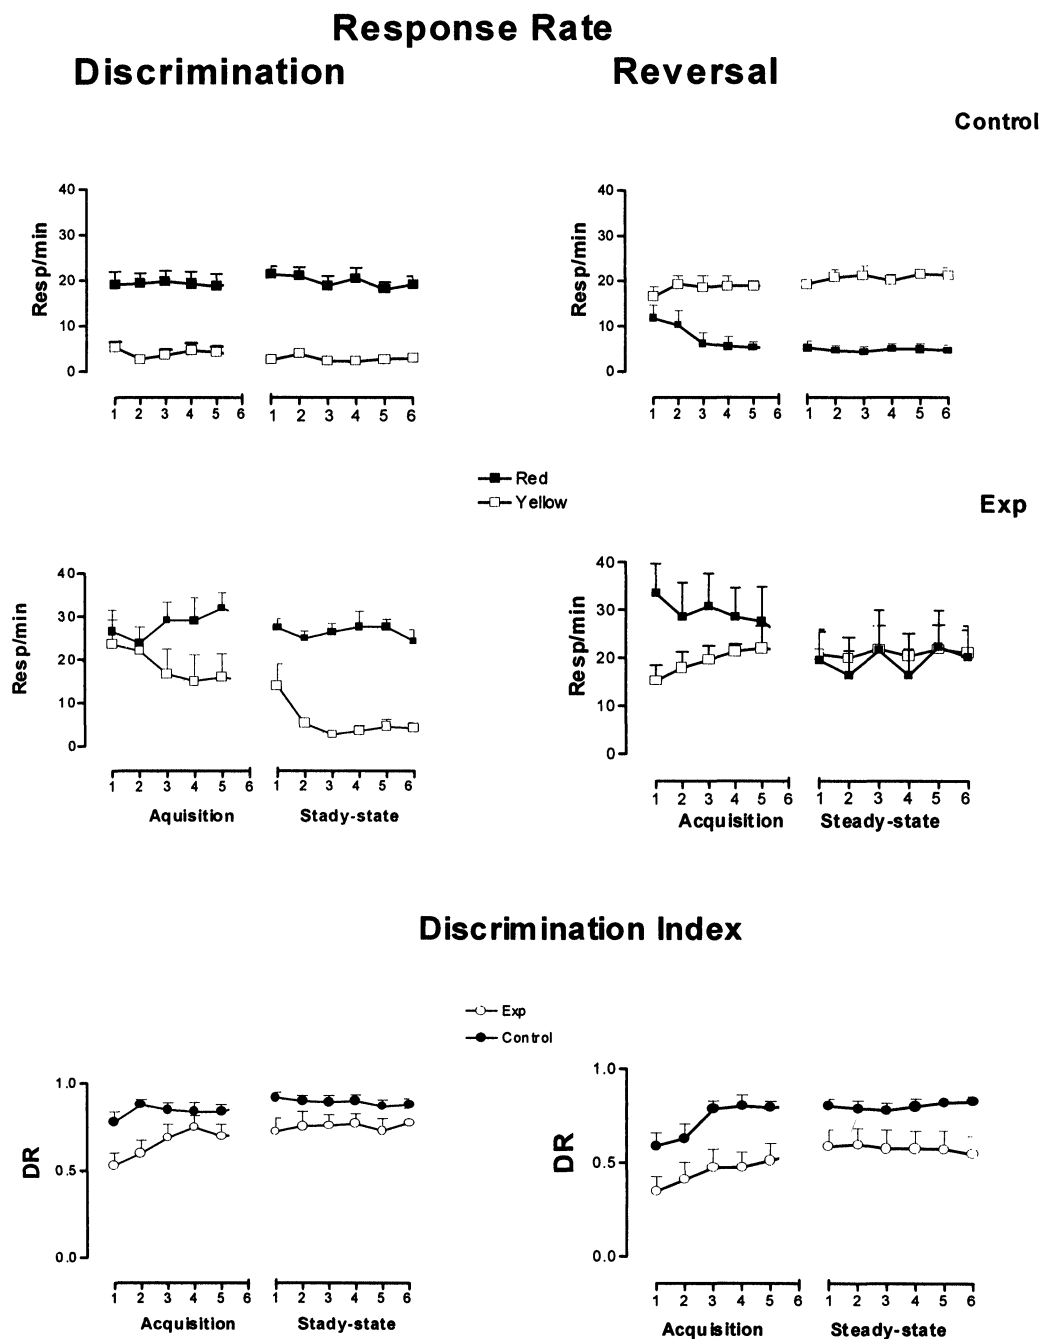 Response Rate
Discrimination Reversal
Control
40 40
30 30
Resp/min Resp/min
20 20
10 10
0 0
1 2 3 4 5 6 1 2 3 4 5 6 1 2 3 4 5 6 1 2 3 4 5 6
Red
Yellow
Exp
40 40
30 30
Resp/min Resp/min
20 20
10 10
0 0
1 2 3 4 5 6 1 2 3 4 5 6 1 2 3 4 5 6 1 2 3 4 5 6
Aquisition Stady-state Acquisition Steady-state
Discrimination Index
Exp
Control
1.0 1.0
DR 0.5 DR 0.5
0.0 0.0
1 2 3 4 5 6 1 2 3 4 5 6 1 2 3 4 5 6 1 2 3 4 5 6
Acquisition Stady-state Acquisition Steady-state